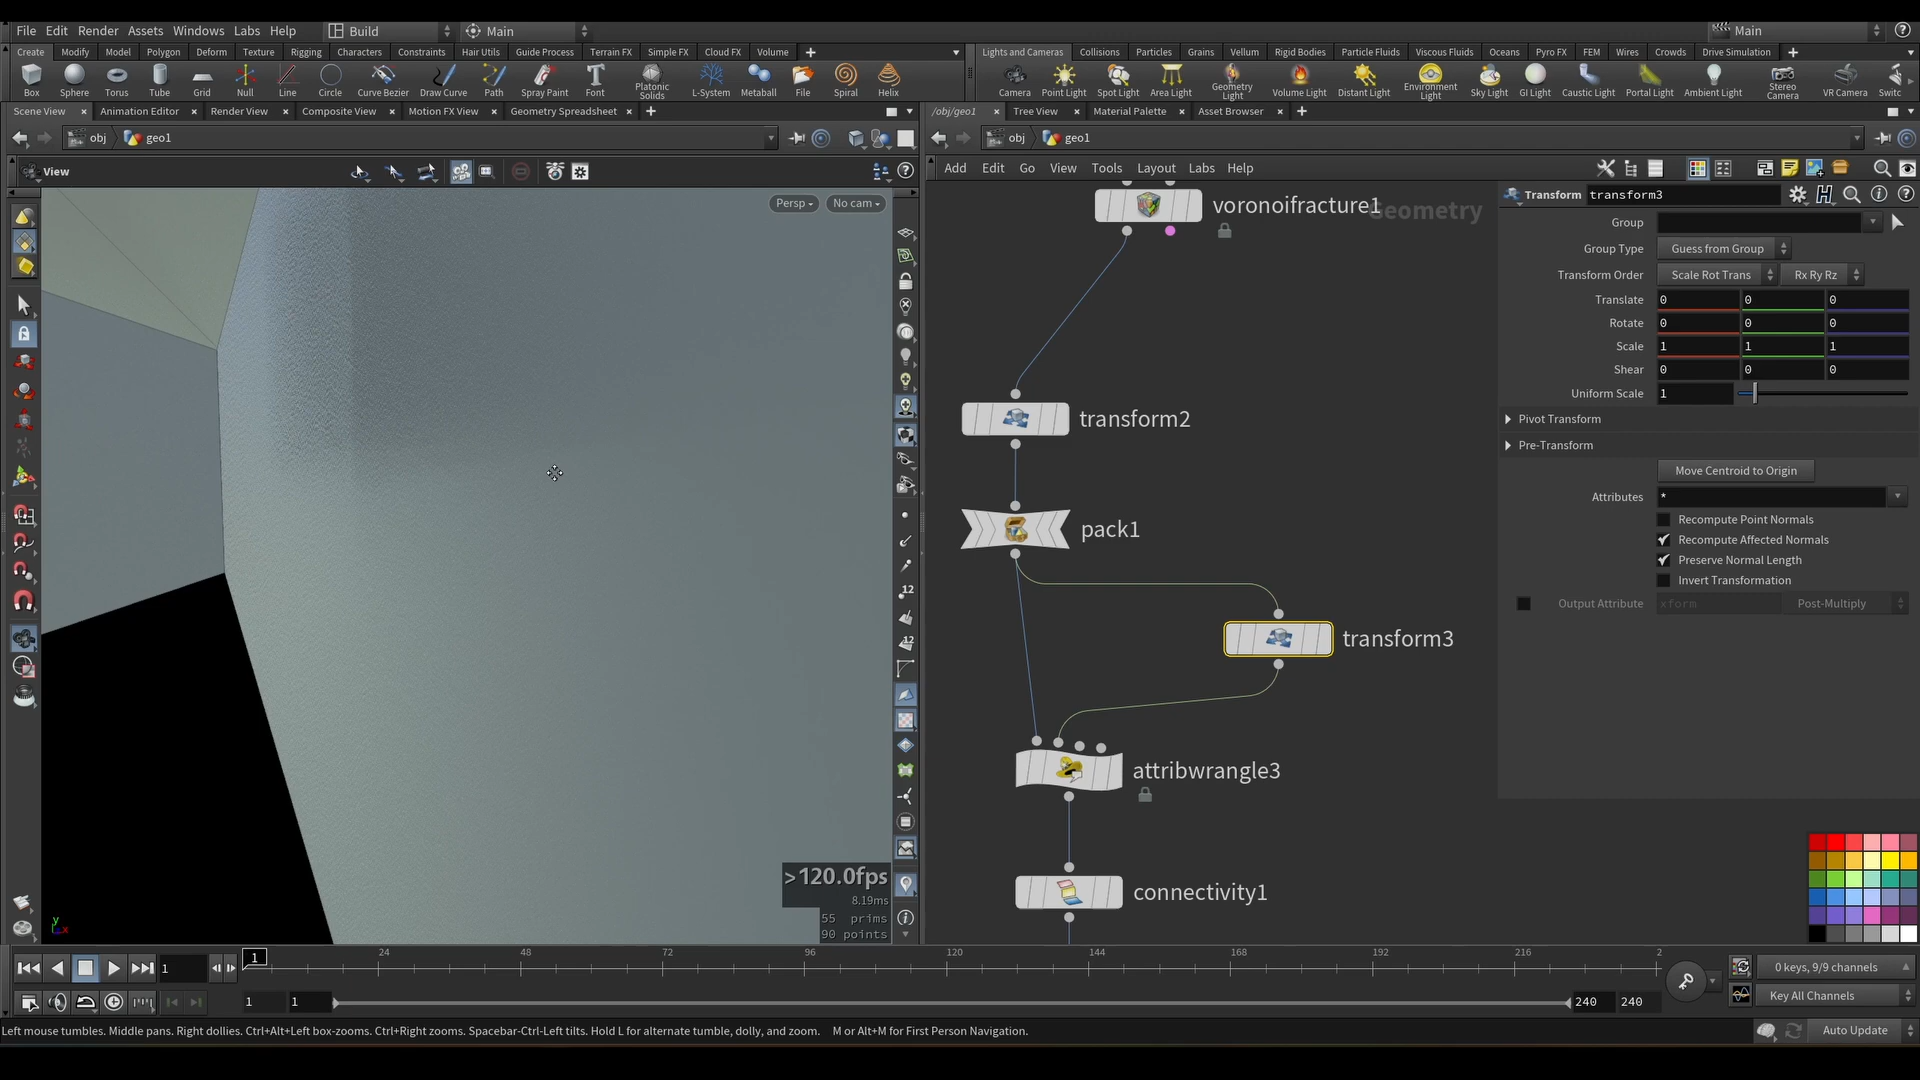 File Edit Render Assets Windows Labs Help Build Main Main
Create Modify Model Polygon Deform Texture Rigging Characters Constraints Hair Utils Guide Process Terrain FX Simple FX Cloud FX Volume
Box Sphere Torus Tube Grid Null Line Circle Curve Bezier Draw Curve Path Spray Paint Font Platonic Solids L-System Metaball File Spiral Helix
Lights and Cameras Collisions Particles Grains Vellum Rigid Bodies Particle Fluids Viscous Fluids Oceans Pyro FX FEM Wires Crowds Drive Simulation
Camera Point Light Spot Light Area Light Geometry Light Volume Light Distant Light Environment Light Sky Light GI Light Caustic Light Portal Light Ambient Light Stereo Camera VR Camera Switc
Scene View Animation Editor Render View Composite View Motion FX View Geometry Spreadsheet
/obj/geo1 Tree View Material Palette Asset Browser
obj geo1
obj geo1
View
Persp No cam
12
12
>120.0fps
8.19ms
55 prims
90 points
y
x
Add Edit Go View Tools Layout Labs Help
Geometry
voronoifracture1
transform2
pack1
transform3
attribwrangle3
connectivity1
Transform transform3
Group
Group Type Guess from Group
Transform Order Scale Rot Trans Rx Ry Rz
Translate 0 0 0
Rotate 0 0 0
Scale 1 1 1
Shear 0 0 0
Uniform Scale 1
Pivot Transform
Pre-Transform
Move Centroid to Origin
Attributes *
Recompute Point Normals
Recompute Affected Normals
Preserve Normal Length
Invert Transformation
Output Attribute xform Post-Multiply
1 1 24 48 72 96 120 144 168 192 216 2
0 keys, 9/9 channels
1 1 240 240
Key All Channels
Left mouse tumbles. Middle pans. Right dollies. Ctrl+Alt+Left box-zooms. Ctrl+Right zooms. Spacebar-Ctrl-Left tilts. Hold L for alternate tumble, dolly, and zoom. M or Alt+M for First Person Navigation.
Auto Update